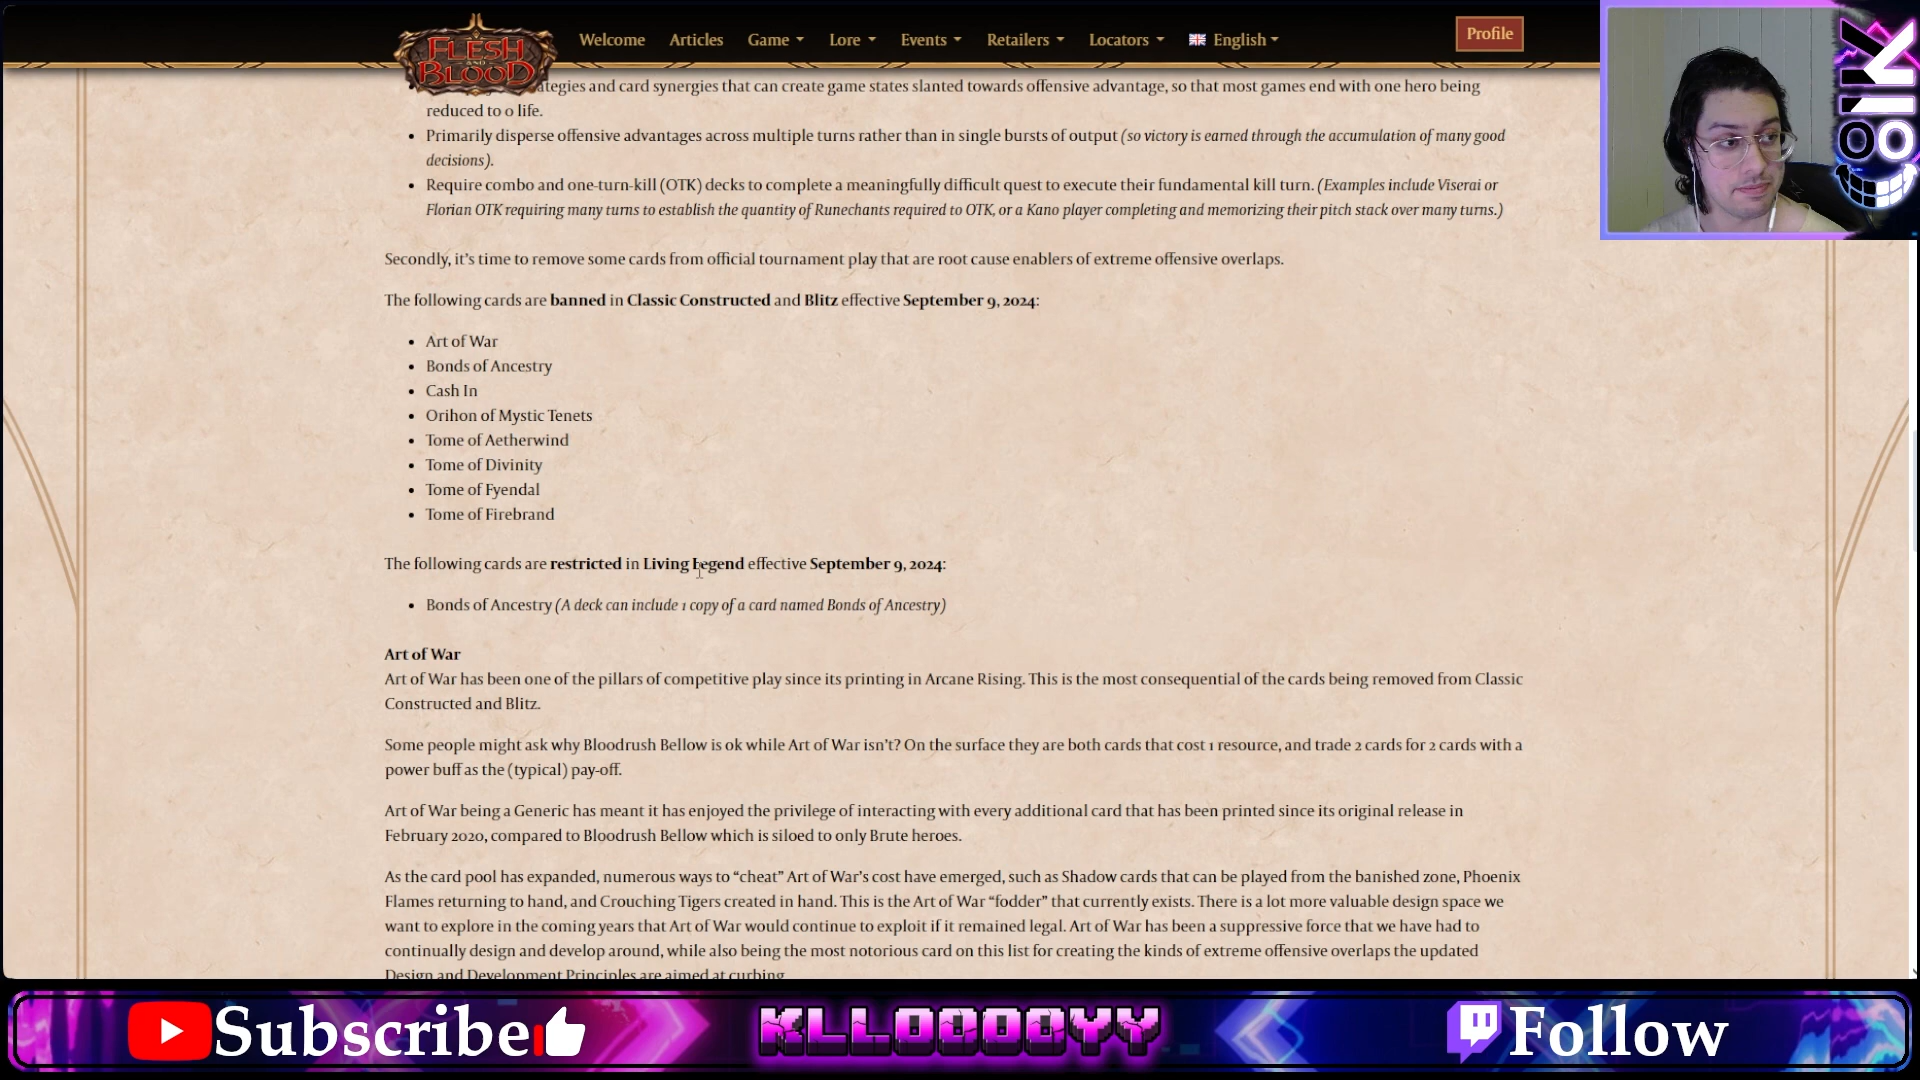 FLESH
AND
BLOOD
Welcome
Articles
Game
Lore
Events
Retailers
Locators
English
Profile
ategies and card synergies that can create game states slanted towards offensive advantage, so that most games end with one hero being
reduced to 0 life.
• Primarily disperse offensive advantages across multiple turns rather than in single bursts of output (so victory is earned through the accumulation of many good
decisions).
• Require combo and one-turn-kill (OTK) decks to complete a meaningfully difficult quest to execute their fundamental kill turn. (Examples include Viserai or
Florian OTK requiring many turns to establish the quantity of Runechants required to OTK, or a Kano player completing and memorizing their pitch stack over many turns.)
Secondly, it's time to remove some cards from official tournament play that are root cause enablers of extreme offensive overlaps.
The following cards are banned in Classic Constructed and Blitz effective September 9, 2024:
• Art of War
• Bonds of Ancestry
• Cash In
• Orihon of Mystic Tenets
• Tome of Aetherwind
• Tome of Divinity
• Tome of Fyendal
• Tome of Firebrand
The following cards are restricted in Living Legend effective September 9, 2024:
• Bonds of Ancestry (A deck can include 1 copy of a card named Bonds of Ancestry)
Art of War
Art of War has been one of the pillars of competitive play since its printing in Arcane Rising. This is the most consequential of the cards being removed from Classic
Constructed and Blitz.
Some people might ask why Bloodrush Bellow is ok while Art of War isn't? On the surface they are both cards that cost 1 resource, and trade 2 cards for 2 cards with a
power buff as the (typical) pay-off.
Art of War being a Generic has meant it has enjoyed the privilege of interacting with every additional card that has been printed since its original release in
February 2020, compared to Bloodrush Bellow which is siloed to only Brute heroes.
As the card pool has expanded, numerous ways to “cheat” Art of War's cost have emerged, such as Shadow cards that can be played from the banished zone, Phoenix
Flames returning to hand, and Crouching Tigers created in hand. This is the Art of War “fodder” that currently exists. There is a lot more valuable design space we
want to explore in the coming years that Art of War would continue to exploit if it remained legal. Art of War has been a suppressive force that we have had to
continually design and develop around, while also being the most notorious card on this list for creating the kinds of extreme offensive overlaps the updated
Design and Development Principles are aimed at curbing.
Subscribe
KLLOOOOYY
Follow